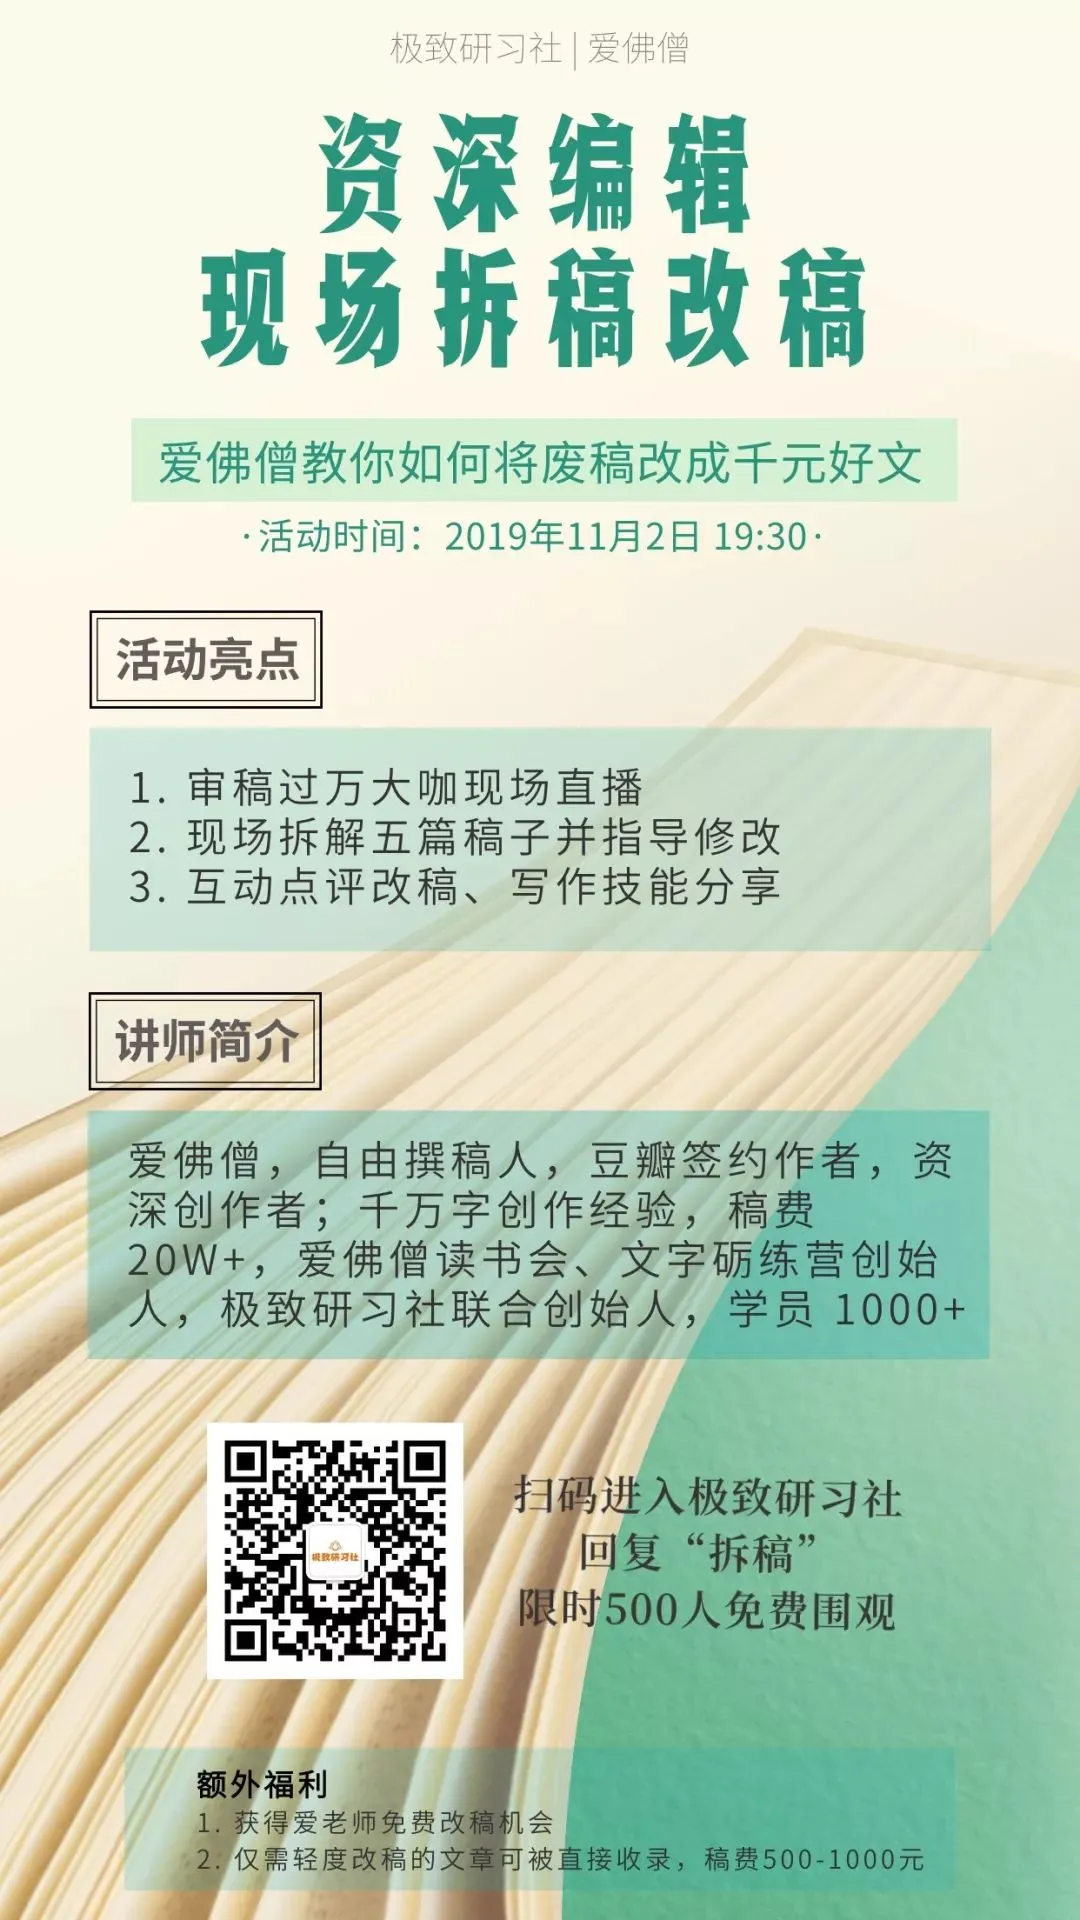 极致研习社 | 爱佛僧
资深编辑
现场拆稿改稿
爱佛僧教你如何将废稿改成千元好文
·活动时间：2019年11月2日 19:30·
活动亮点
1. 审稿过万大咖现场直播
2. 现场拆解五篇稿子并指导修改
3. 互动点评改稿、写作技能分享
讲师简介
爱佛僧，自由撰稿人，豆瓣签约作者，资
深创作者；千万字创作经验，稿费
20W+，爱佛僧读书会、文字砺练营创始
人，极致研习社联合创始人，学员 1000+
极致研习社
扫码进入极致研习社
回复“拆稿”
限时500人免费围观
额外福利
1. 获得爱老师免费改稿机会
2. 仅需轻度改稿的文章可被直接收录，稿费500-1000元